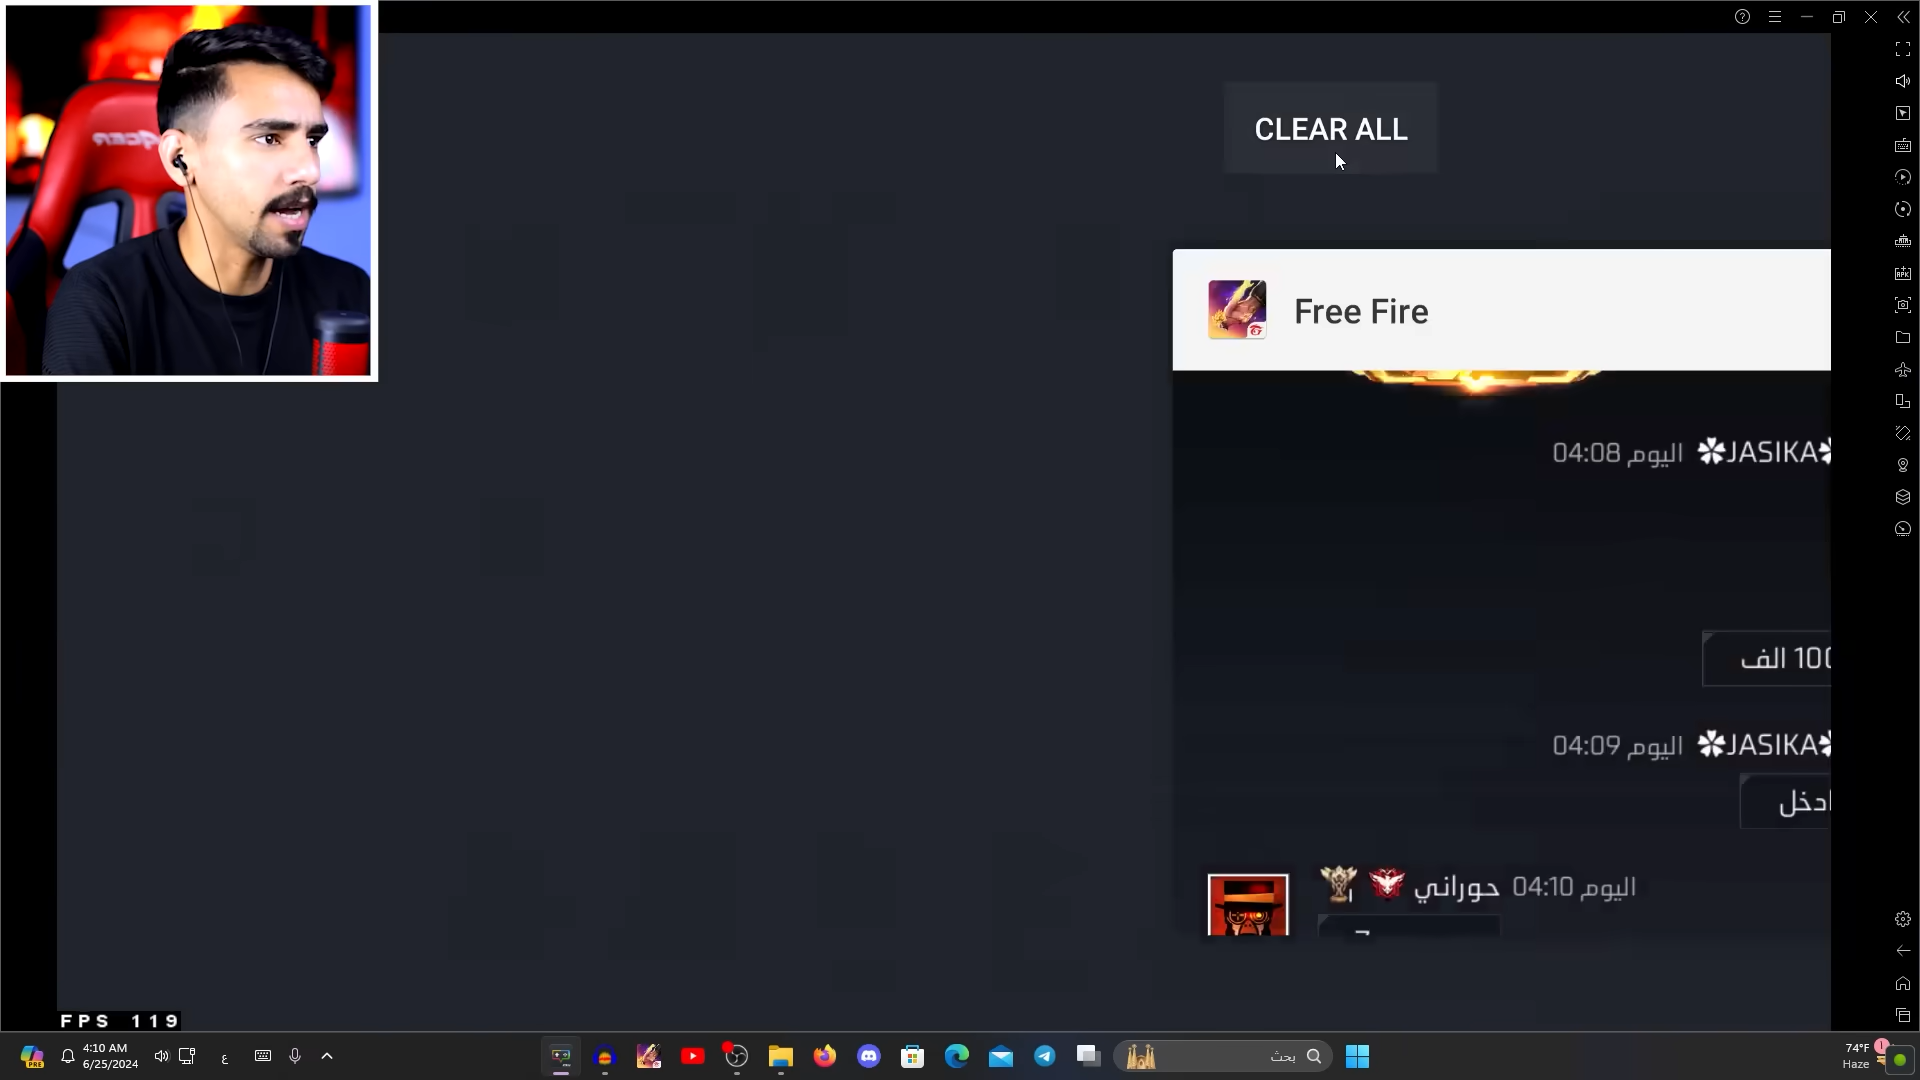 CLEAR ALL
Free Fire
✽JASIKA✽ اليوم 04:08
100 الف
✽JASIKA✽ اليوم 04:09
ادخل
حوراني اليوم 04:10
FPS 119
4:10 AM
6/25/2024
ع
بحث
74°F
Haze